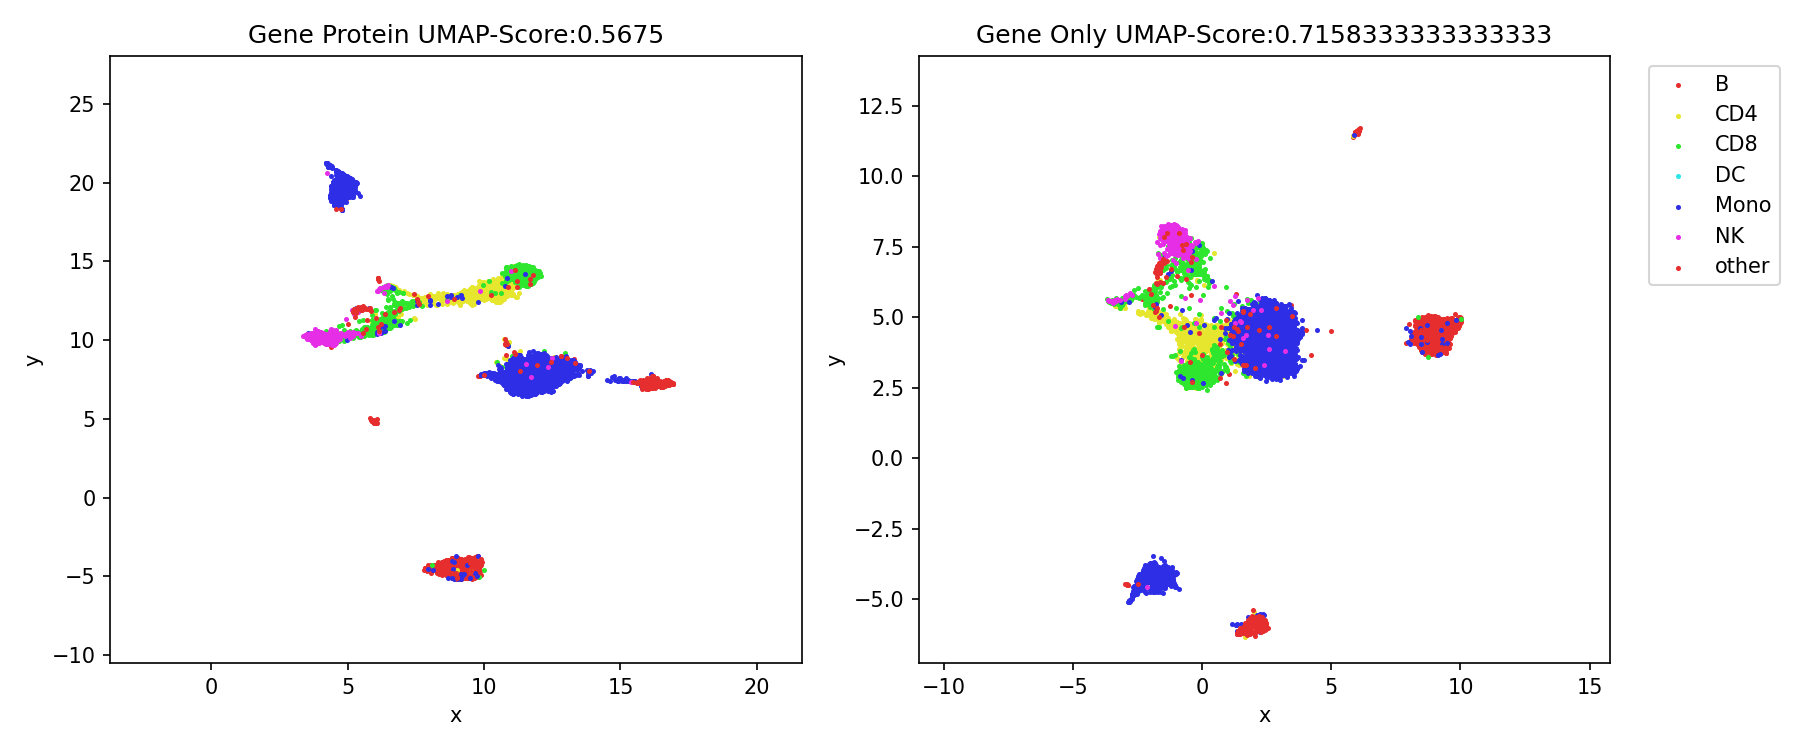 Gene Protein UMAP-Score:0.5675
25
20
15
10
5
0
−5
−10
y
0
5
10
15
20
x
Gene Only UMAP-Score:0.7158333333333333
12.5
10.0
7.5
5.0
2.5
0.0
−2.5
−5.0
y
−10
−5
0
5
10
15
x
B
CD4
CD8
DC
Mono
NK
other